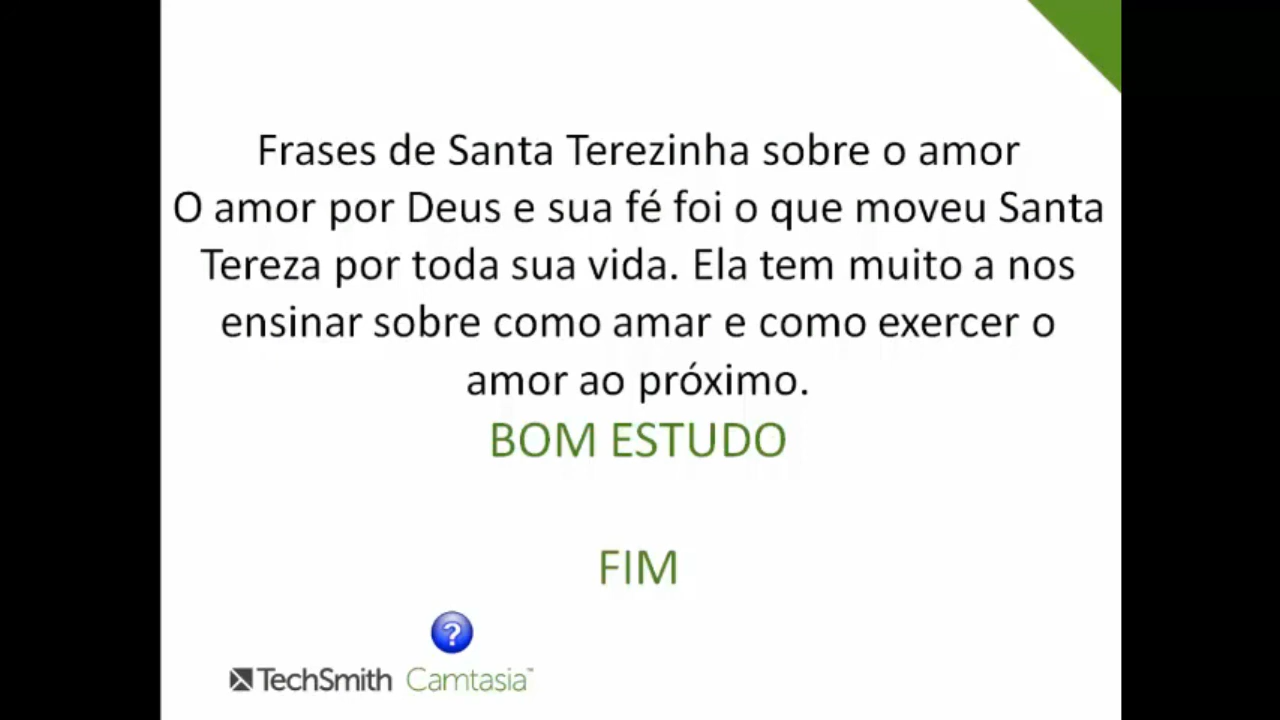 Frases de Santa Terezinha sobre o amor
O amor por Deus e sua fé foi o que moveu Santa
Tereza por toda sua vida. Ela tem muito a nos
ensinar sobre como amar e como exercer o
amor ao próximo.
BOM ESTUDO
FIM
?
TechSmith Camtasia™